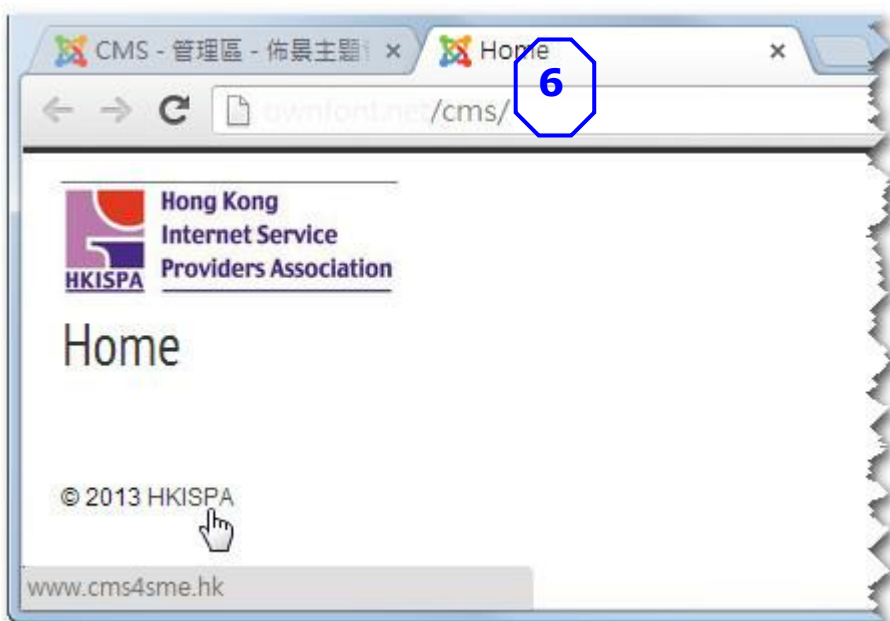 CMS - 管理區 - 佈景主題
Home
6
/cms/
Hong Kong
Internet Service
Providers Association
HKISPA
Home
© 2013 HKISPA
www.cms4sme.hk